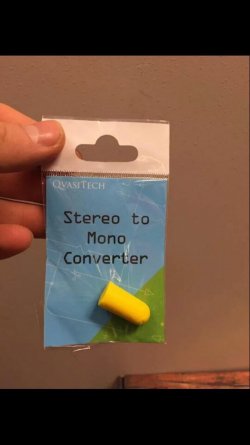 QVASITECH
Stereo to
Mono
Converter